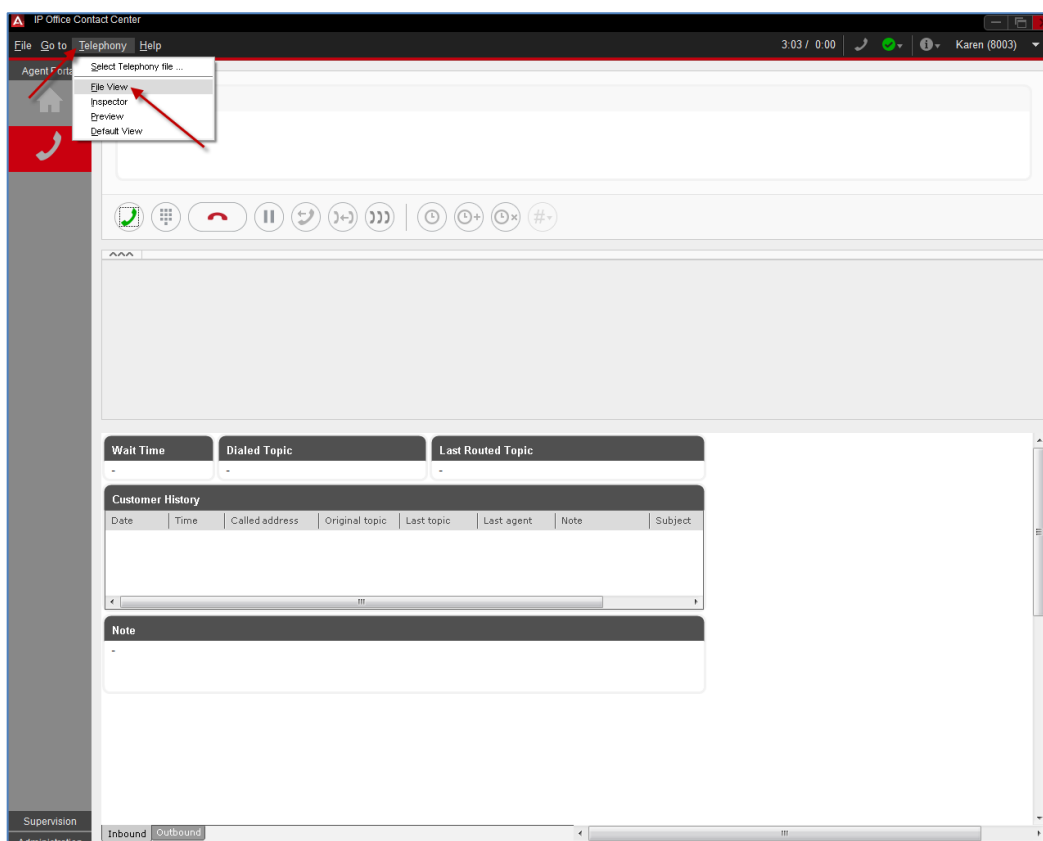 IP Office Contact Center
File Go to Telephony Help 3:03 / 0:00 Karen (8003)
Agent Porta
Select Telephony file ...
File View
Inspector
Preview
Default View
Wait Time Dialed Topic Last Routed Topic
- - -
Customer History
Date Time Called address Original topic Last topic Last agent Note Subject
Note
-
Supervision
Inbound Outbound